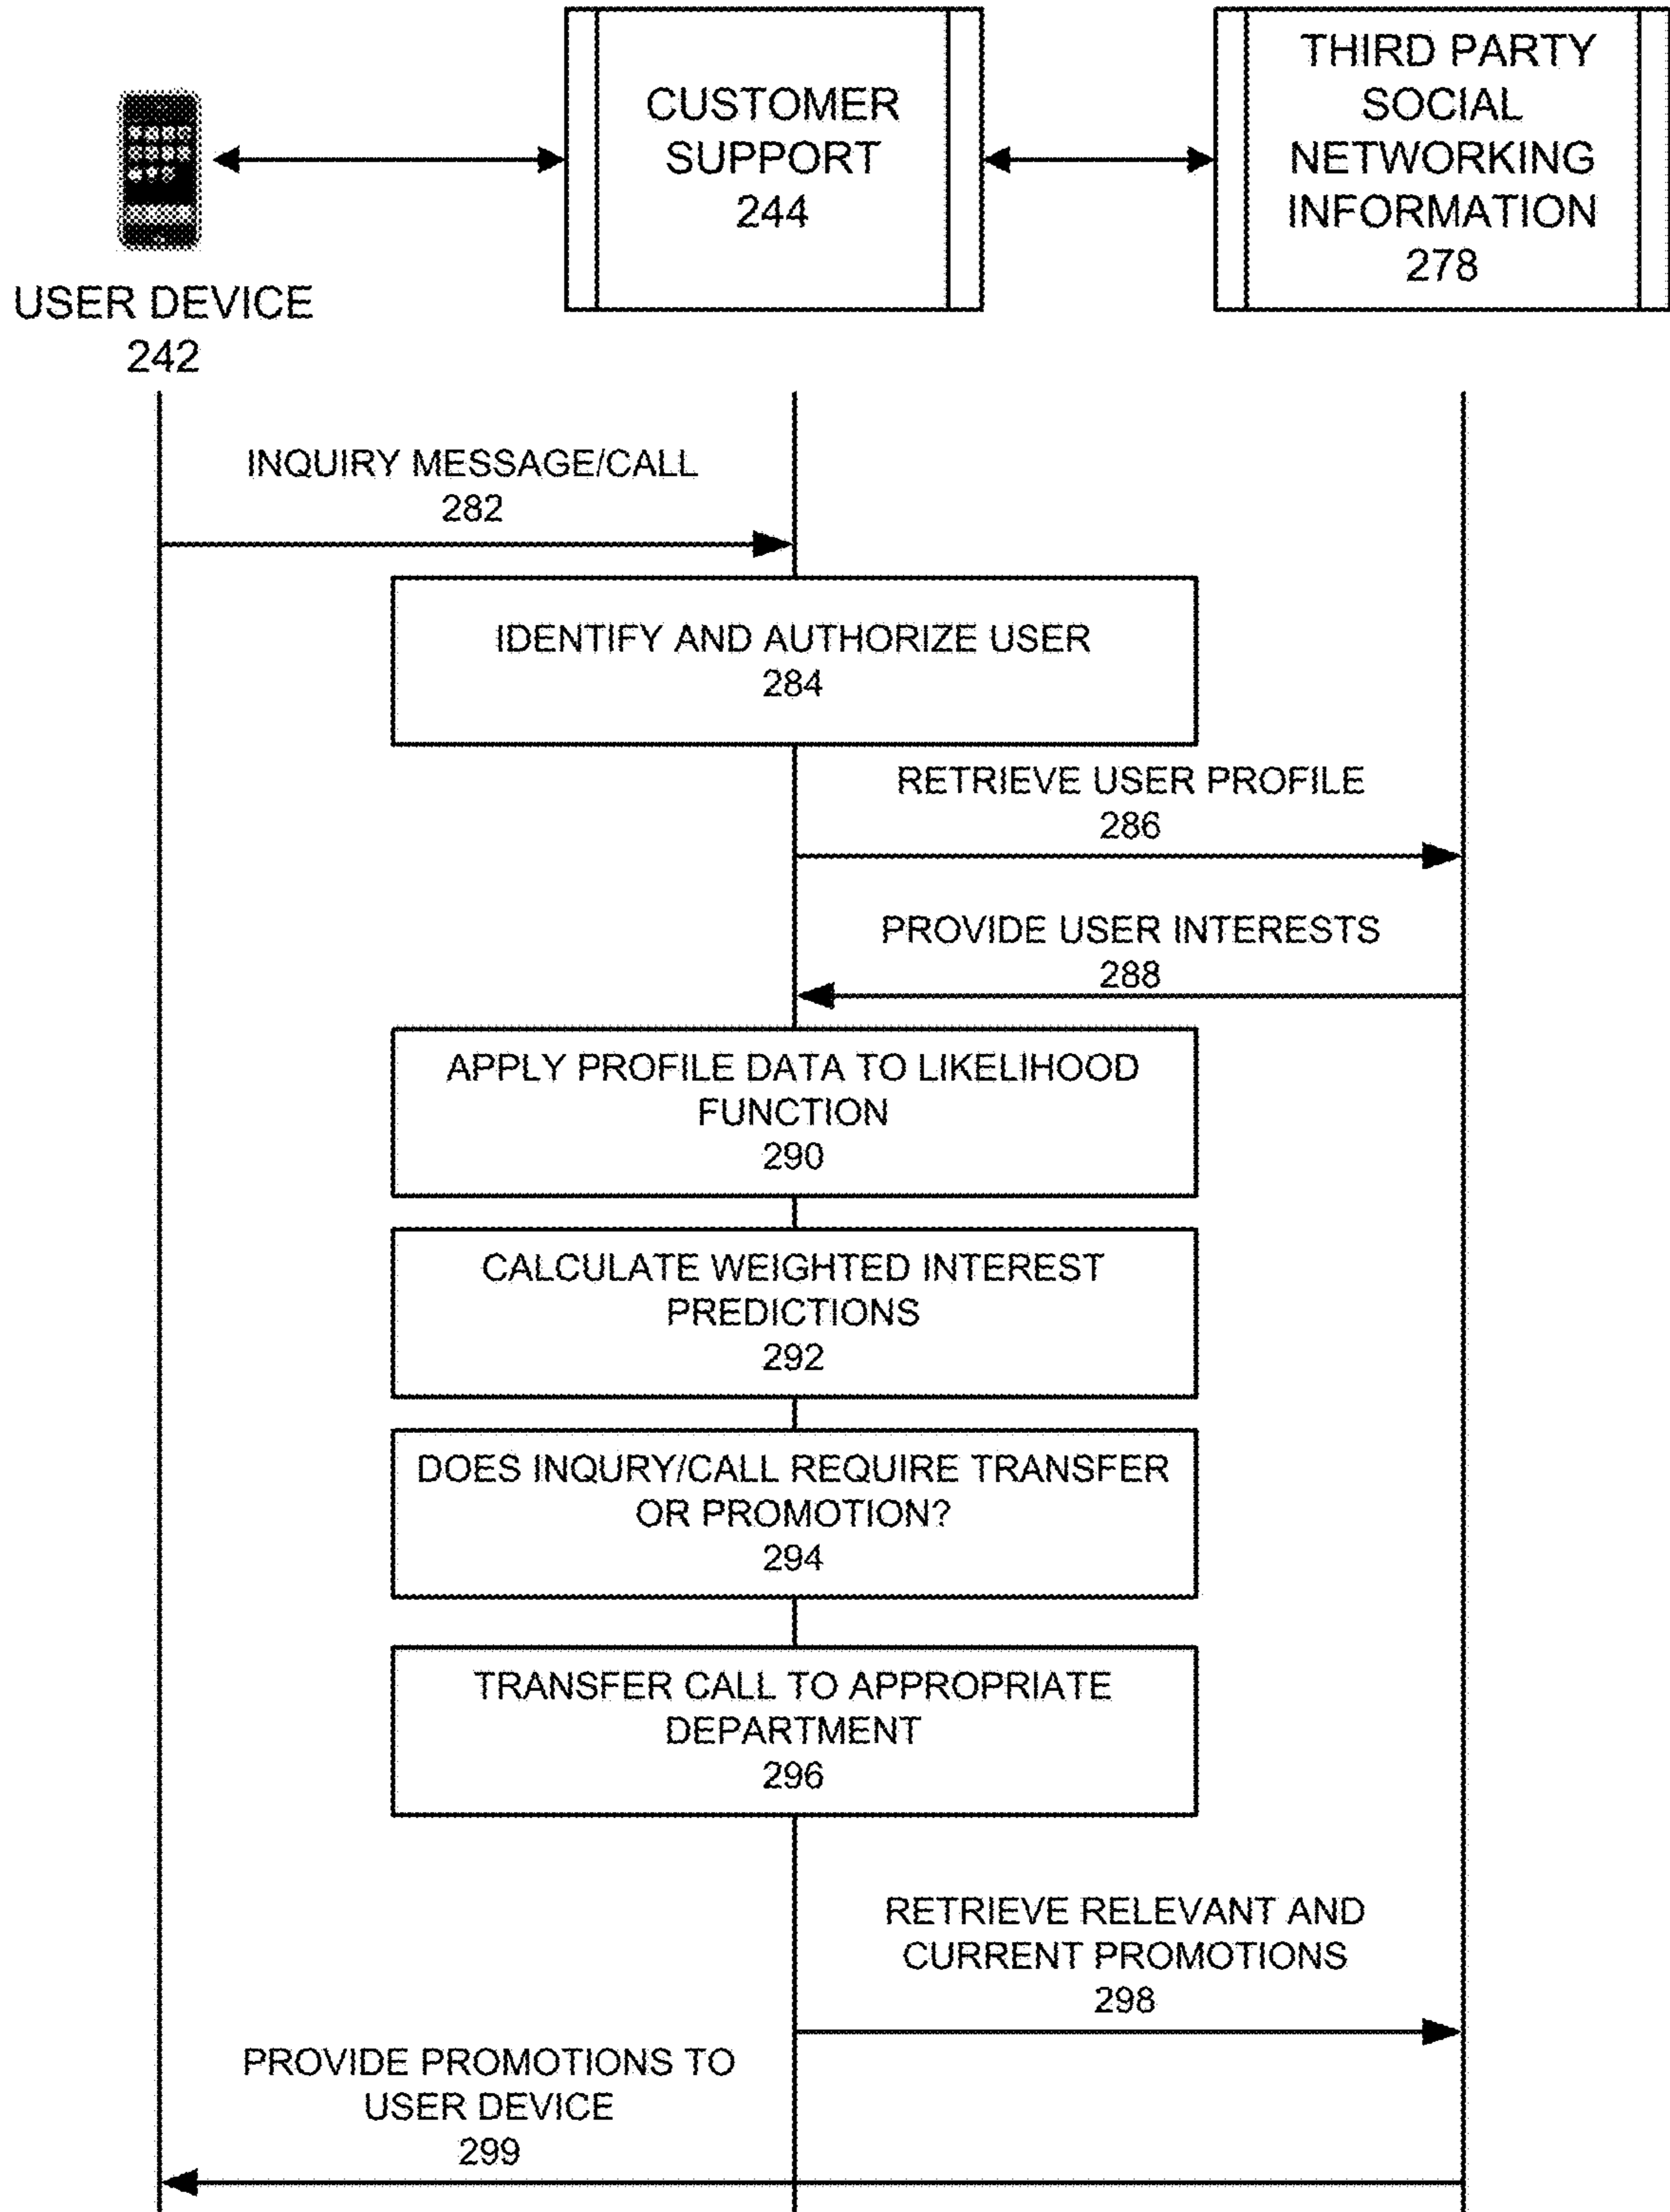 CUSTOMER
SUPPORT
244
THIRD PARTY
SOCIAL
NETWORKING
INFORMATION
278
USER DEVICE
242
INQUIRY MESSAGE/CALL
282
IDENTIFY AND AUTHORIZE USER
284
RETRIEVE USER PROFILE
286
PROVIDE USER INTERESTS
288
APPLY PROFILE DATA TO LIKELIHOOD
FUNCTION
290
CALCULATE WEIGHTED INTEREST
PREDICTIONS
292
DOES INQURY/CALL REQUIRE TRANSFER
OR PROMOTION?
294
TRANSFER CALL TO APPROPRIATE
DEPARTMENT
296
RETRIEVE RELEVANT AND
CURRENT PROMOTIONS
298
PROVIDE PROMOTIONS TO
USER DEVICE
299